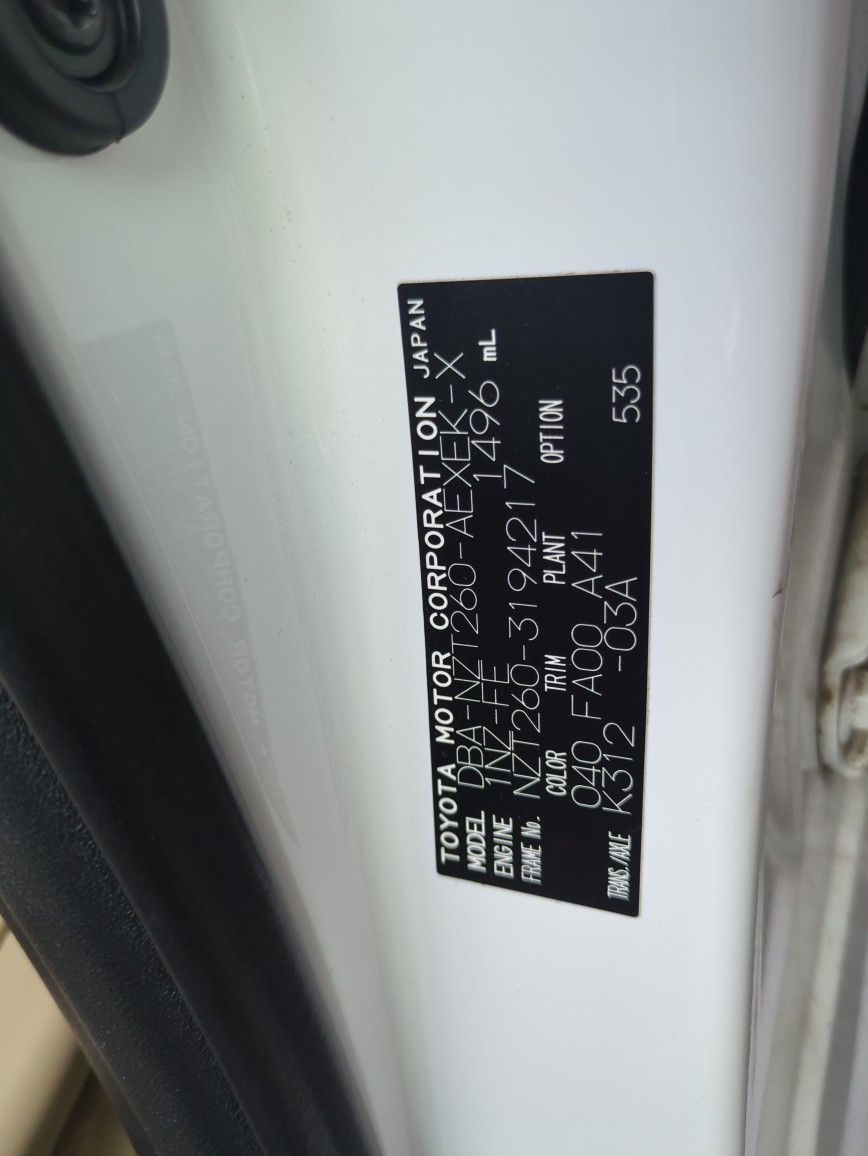 TOYOTA MOTOR CORPORATION JAPAN
MODEL DBA-NZT260-AEXEK-X
ENGINE 1NZ-FE 1496 mL
FRAME No. NZT260-3194217
COLOR TRIM PLANT OPTION
040 FA00 A41
TRANS./AXLE K312 -03A 535